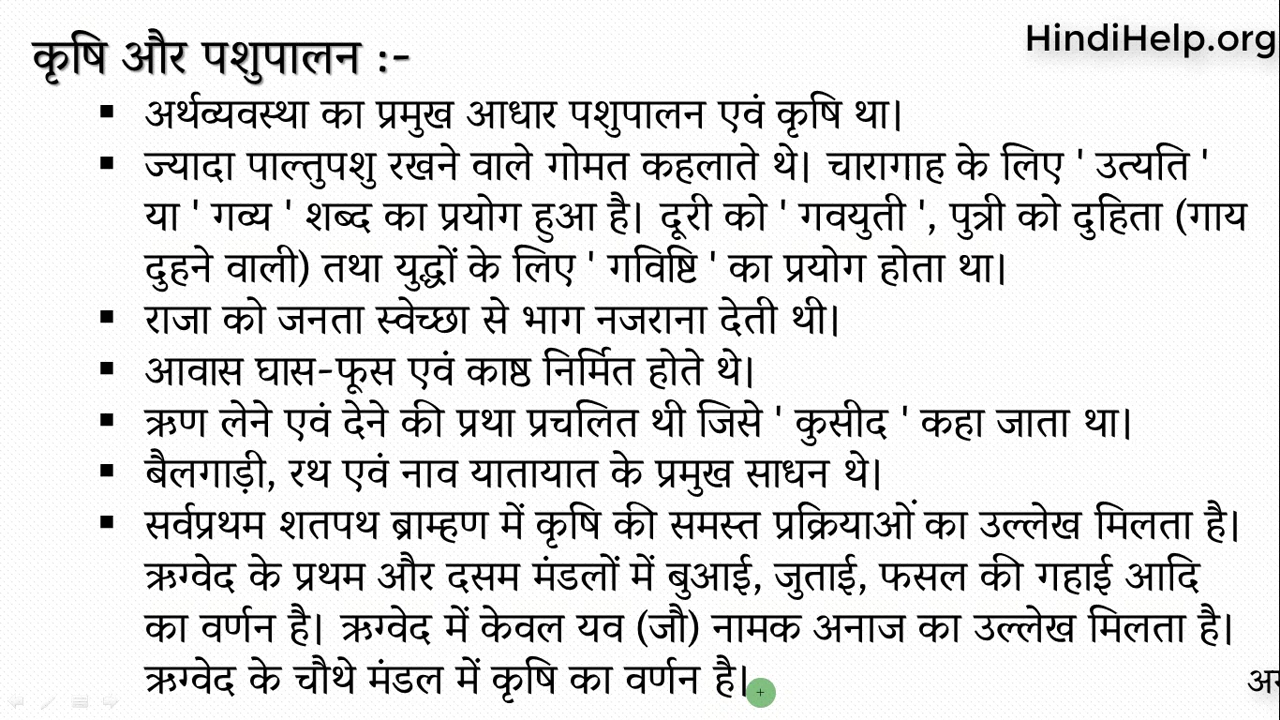 HindiHelp.org
कृषि और पशुपालन :-
▪ अर्थव्यवस्था का प्रमुख आधार पशुपालन एवं कृषि था।
▪ ज्यादा पाल्तुपशु रखने वाले गोमत कहलाते थे। चारागाह के लिए ' उत्यति '
या ' गव्य ' शब्द का प्रयोग हुआ है। दूरी को ' गवयुती ', पुत्री को दुहिता (गाय
दुहने वाली) तथा युद्धों के लिए ' गविष्टि ' का प्रयोग होता था।
▪ राजा को जनता स्वेच्छा से भाग नजराना देती थी।
▪ आवास घास-फूस एवं काष्ठ निर्मित होते थे।
▪ ऋण लेने एवं देने की प्रथा प्रचलित थी जिसे ' कुसीद ' कहा जाता था।
▪ बैलगाड़ी, रथ एवं नाव यातायात के प्रमुख साधन थे।
▪ सर्वप्रथम शतपथ ब्राम्हण में कृषि की समस्त प्रक्रियाओं का उल्लेख मिलता है।
ऋग्वेद के प्रथम और दसम मंडलों में बुआई, जुताई, फसल की गहाई आदि
का वर्णन है। ऋग्वेद में केवल यव (जौ) नामक अनाज का उल्लेख मिलता है।
ऋग्वेद के चौथे मंडल में कृषि का वर्णन है।